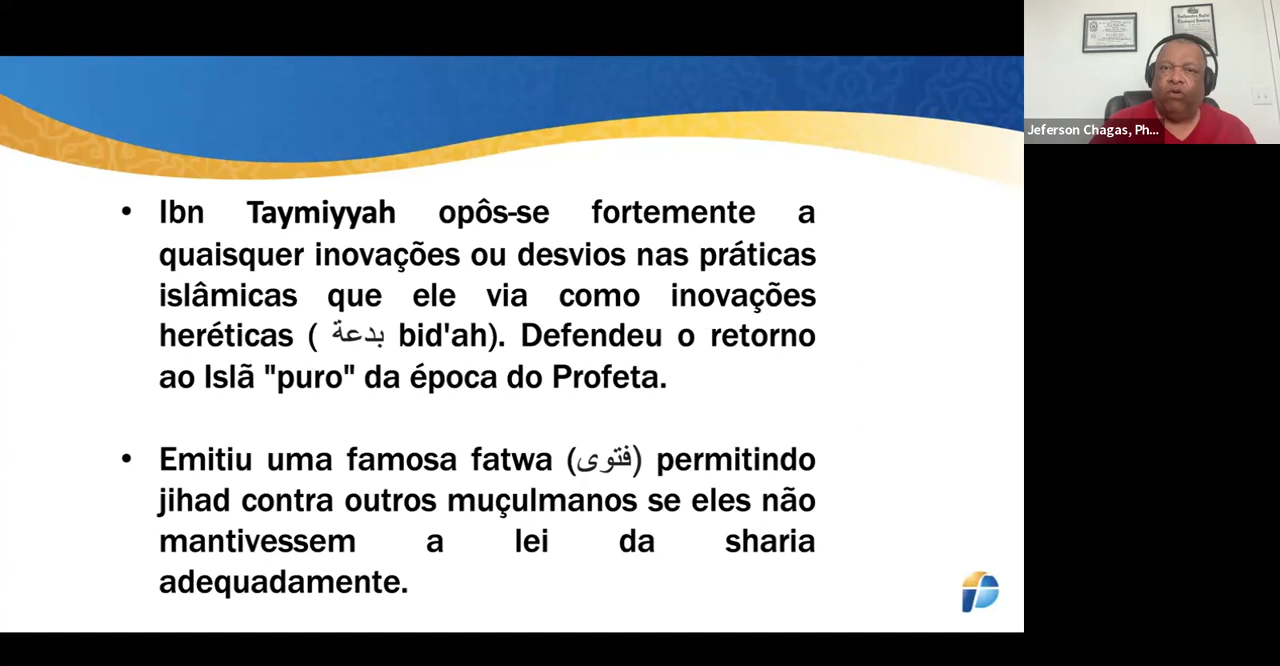 • Ibn Taymiyyah opôs-se fortemente a
quaisquer inovações ou desvios nas práticas
islâmicas que ele via como inovações
heréticas ( بدعة bid'ah). Defendeu o retorno
ao Islã "puro" da época do Profeta.
• Emitiu uma famosa fatwa (فتوى) permitindo
jihad contra outros muçulmanos se eles não
mantivessem a lei da sharia
adequadamente.
Jeferson Chagas, Ph...